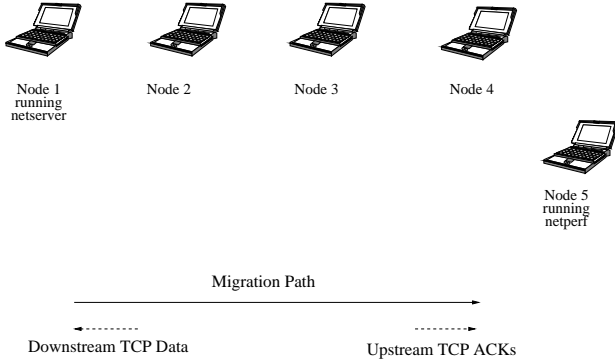 Node 1
running
netserver
Node 2
Node 3
Node 4
Node 5
running
netperf
Migration Path
Downstream TCP Data
Upstream TCP ACKs